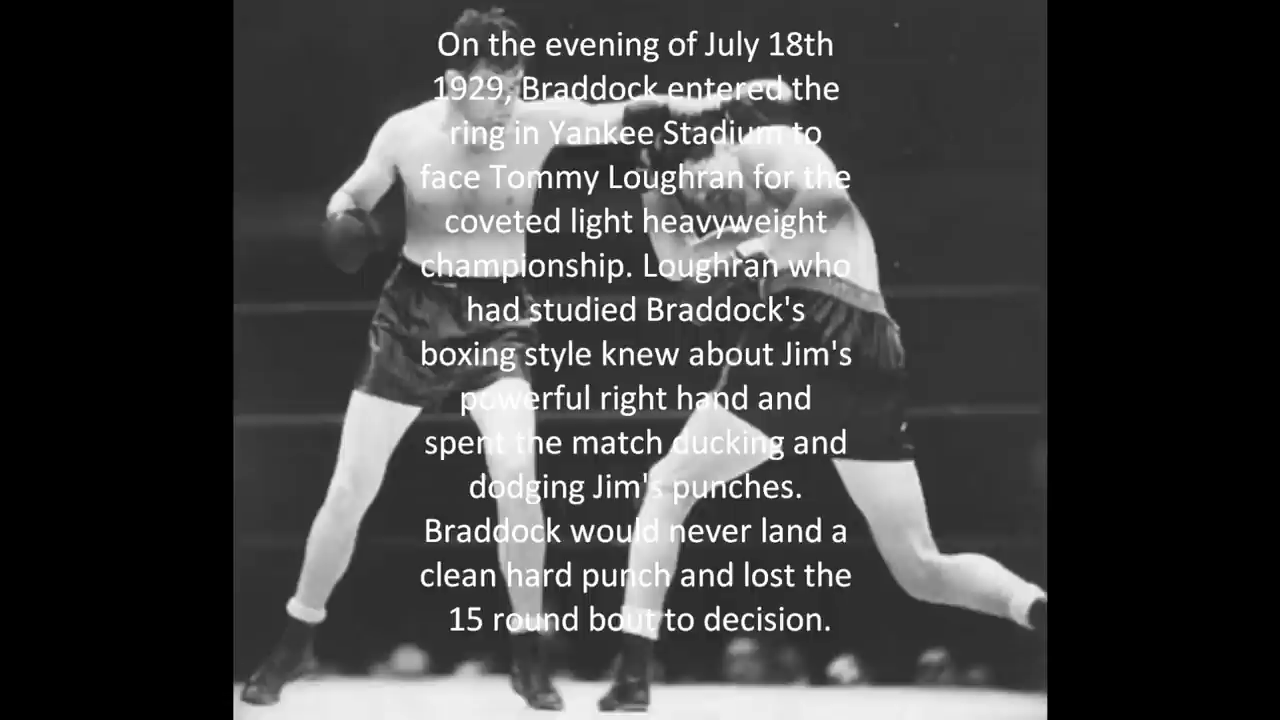 On the evening of July 18th
1929, Braddock entered the
ring in Yankee Stadium to
face Tommy Loughran for the
coveted light heavyweight
championship. Loughran who
had studied Braddock's
boxing style knew about Jim's
powerful right hand and
spent the match ducking and
dodging Jim's punches.
Braddock would never land a
clean hard punch and lost the
15 round bout to decision.